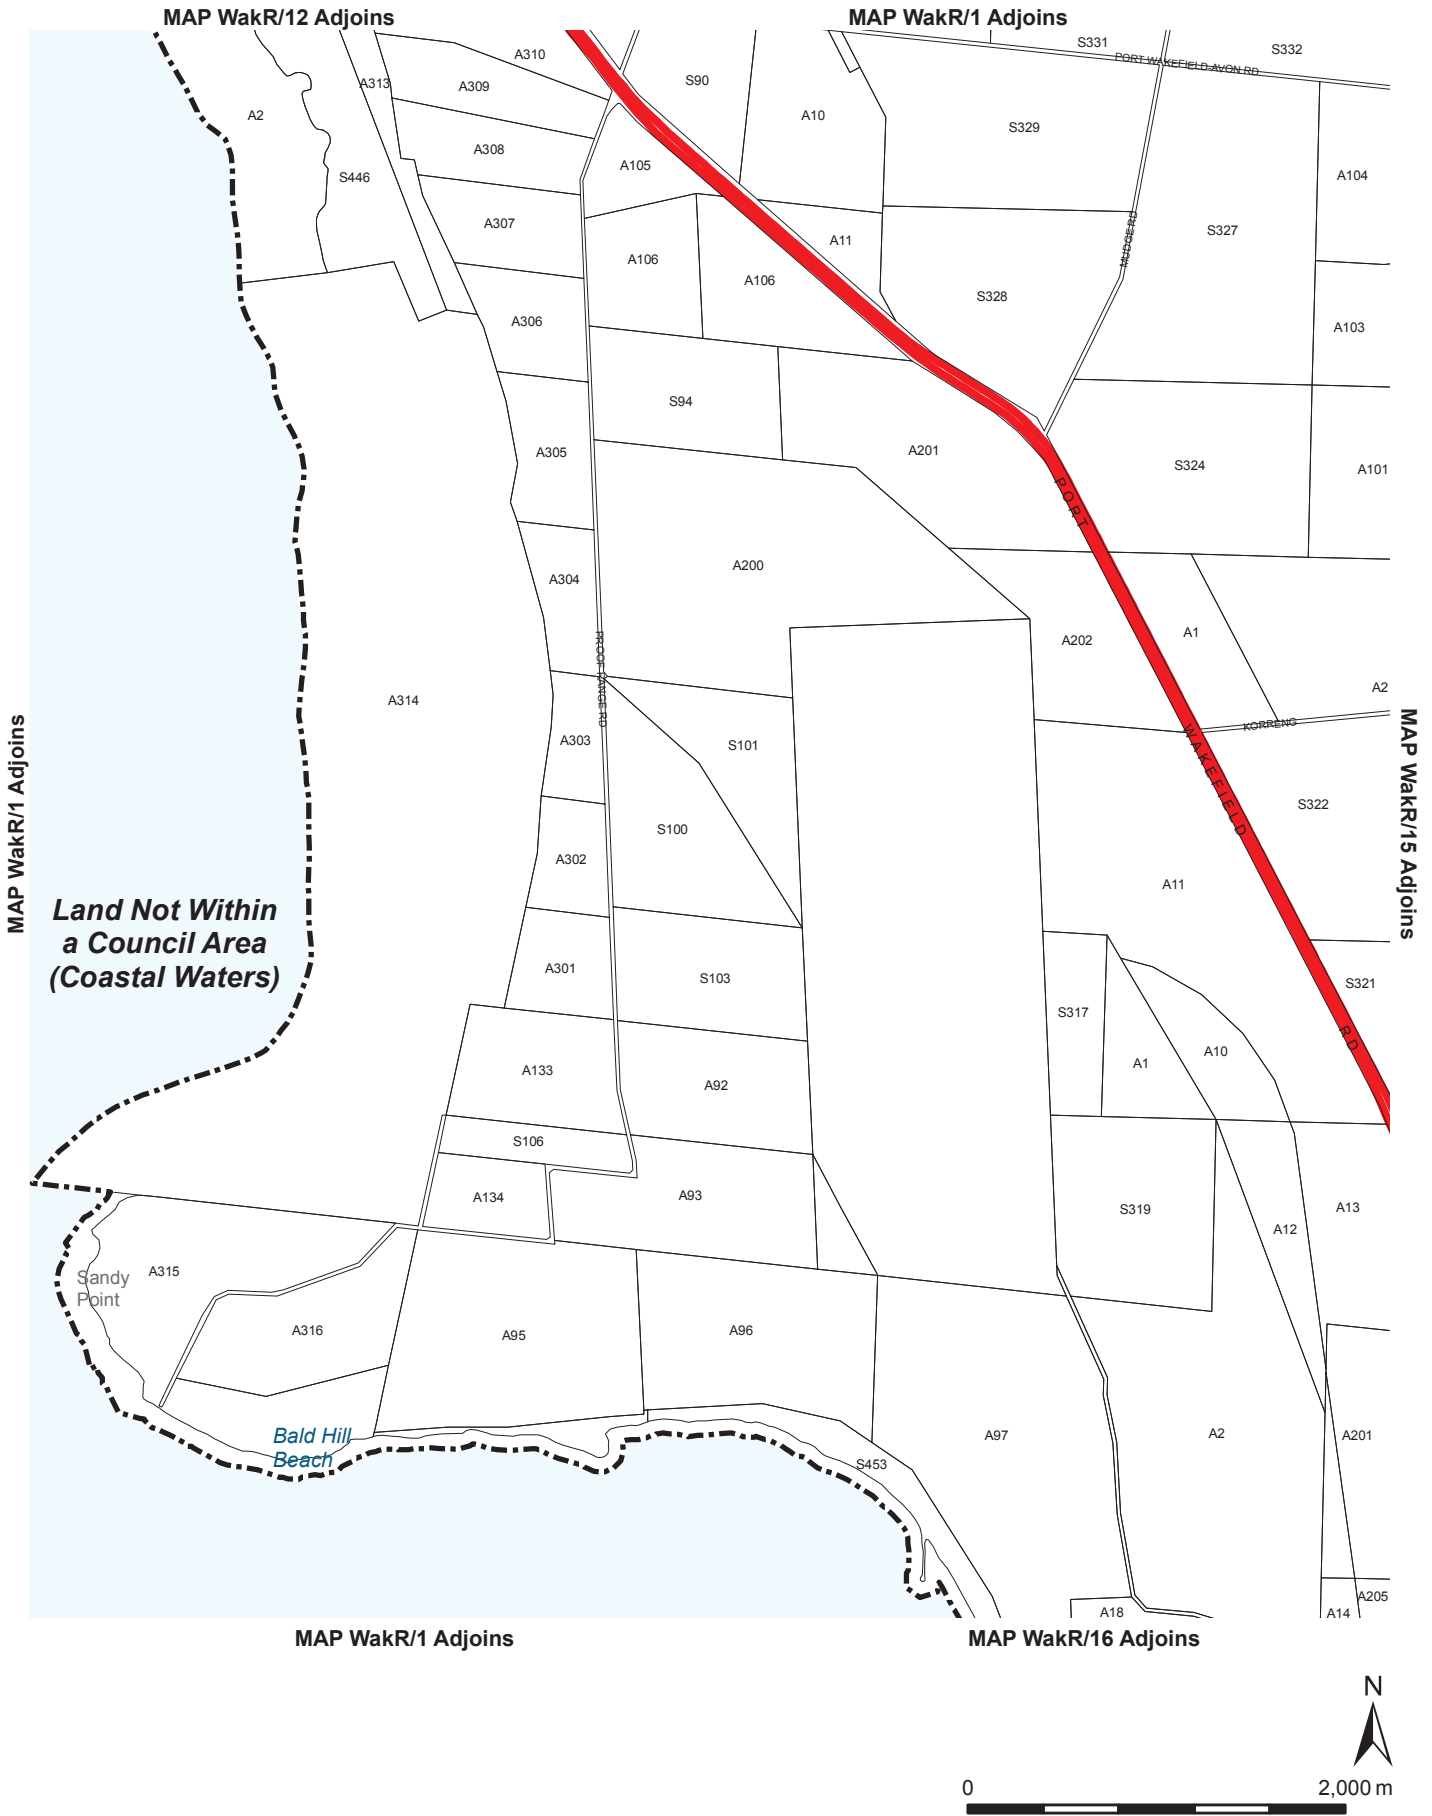 MAP WakR/12 Adjoins
MAP WakR/1 Adjoins
A310
S331
S332
PORT WAKEFIELD-AVON RD
A313
A309
S90
A2
A10
S329
A308
A105
S446
A104
MUDGE RD
A307
A11
S327
A106
A106
S328
A306
A103
S94
A305
A201
S324
A101
PORT
A200
A304
A202
A1
PROOF RANGE RD
A314
A2
KORRENG
A303
S101
WAKEFIELD
S322
S100
A302
A11
MAP WakR/1 Adjoins
MAP WakR/15 Adjoins
Land Not Within
a Council Area
(Coastal Waters)
A301
S103
S321
S317
RD
A10
A1
A133
A92
S106
A134
A93
S319
A13
A12
A315
Sandy
Point
A316
A95
A96
Bald Hill
Beach
A97
A2
A201
S453
A205
A18
A14
MAP WakR/1 Adjoins
MAP WakR/16 Adjoins
N
0
2,000 m